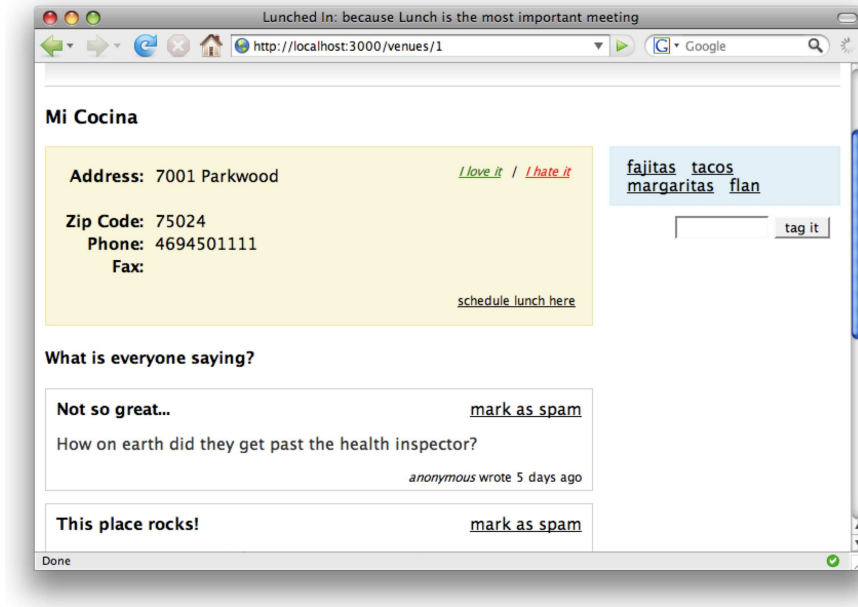 Lunched In: because Lunch is the most important meeting
http://localhost:3000/venues/1
G Google
Mi Cocina
Address: 7001 Parkwood
I love it / I hate it
fajitas tacos
margaritas flan
tag it
Zip Code: 75024
Phone: 4694501111
Fax:
schedule lunch here
What is everyone saying?
Not so great... mark as spam
How on earth did they get past the health inspector?
anonymous wrote 5 days ago
This place rocks! mark as spam
Done